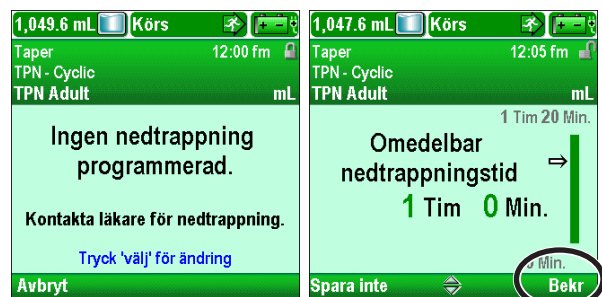 1,049.6 mL Körs
Taper 12:00 fm
TPN - Cyclic
TPN Adult mL
Ingen nedtrappning
programmerad.
Kontakta läkare för nedtrappning.
Tryck 'välj' för ändring
Avbryt
1,047.6 mL Körs
Taper 12:05 fm
TPN - Cyclic
TPN Adult mL
1 Tim 20 Min.
Omedelbar
nedtrappningstid
1 Tim 0 Min.
Min.
Spara inte Bekr